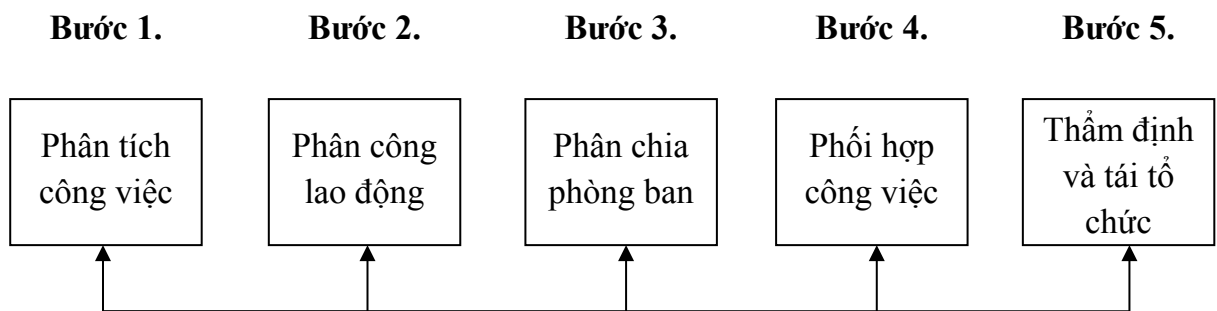 Bước 1. Bước 2. Bước 3. Bước 4. Bước 5.
Phân tích
công việc
Phân công
lao động
Phân chia
phòng ban
Phối hợp
công việc
Thẩm định
và tái tổ
chức